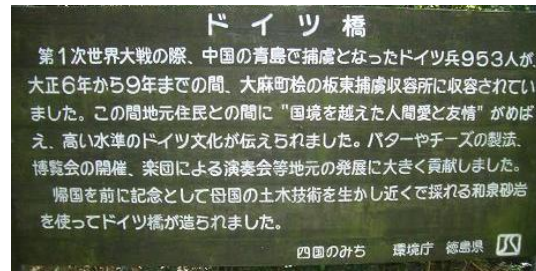 ドイツ橋
第1次世界大戦の際、中国の青島で捕虜となったドイツ兵953人が、
大正6年から9年までの間、大麻町桧の板東捕虜収容所に収容されてい
ました。この間地元住民との間に"国境を越えた人間愛と友情"がめば
え、高い水準のドイツ文化が伝えられました。バターやチーズの製法、
博覧会の開催、楽団による演奏会等地元の発展に大きく貢献しました。
帰国を前に記念として母国の土木技術を生かし近くで採れる和泉砂岩
を使ってドイツ橋が造られました。
四国のみち 環境庁 徳島県